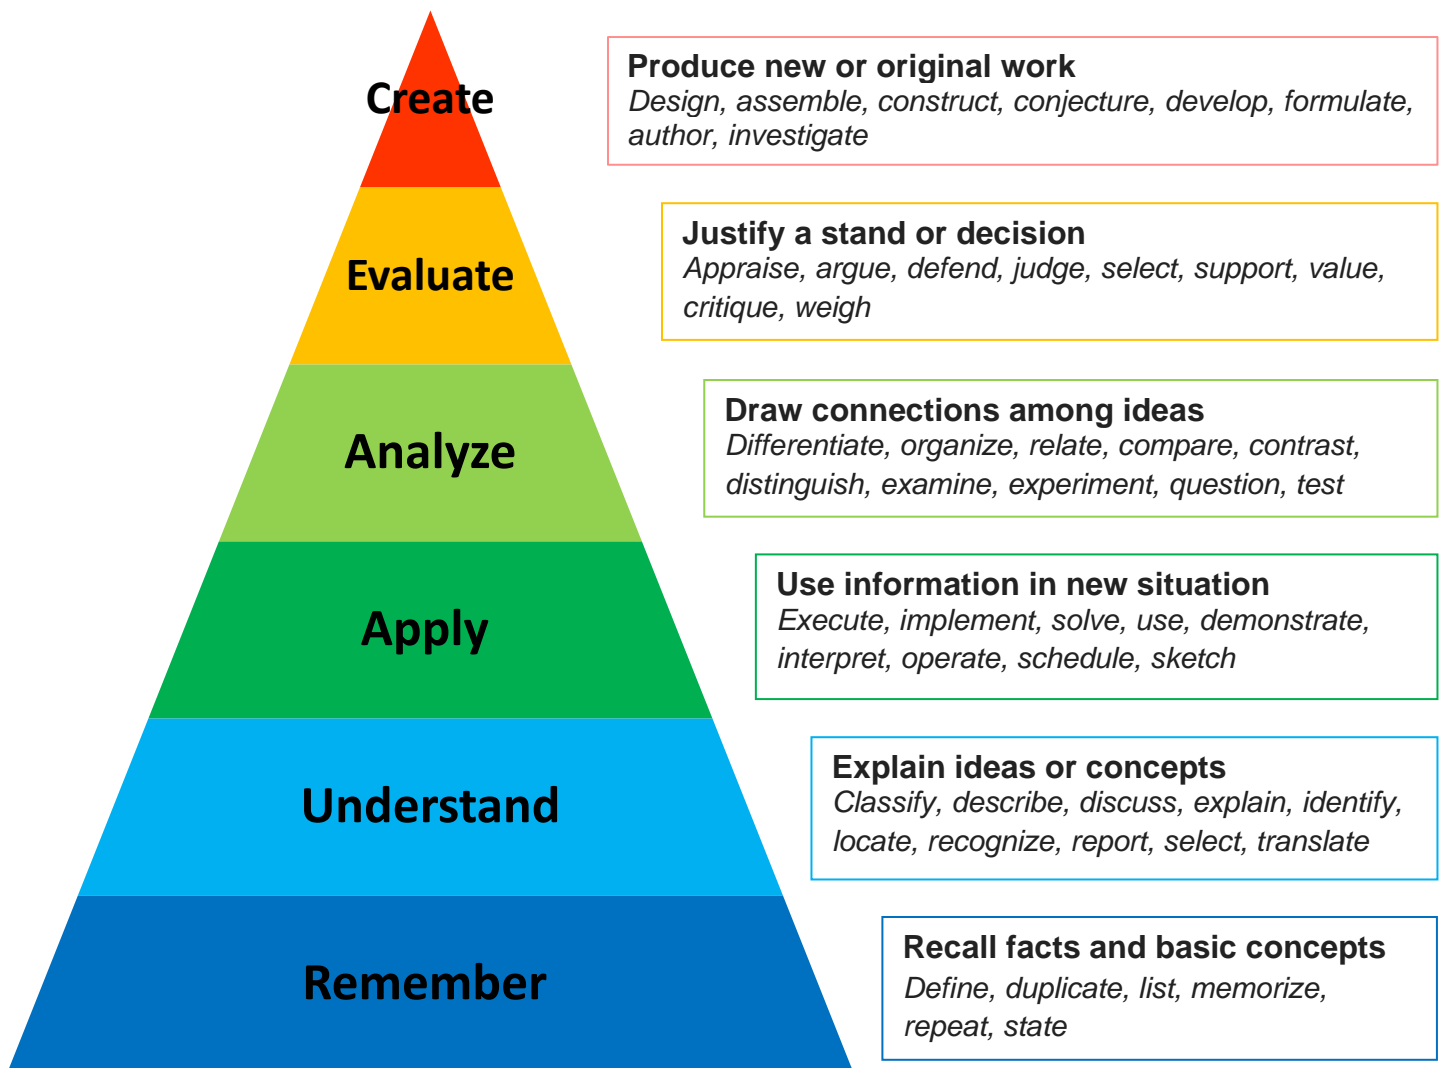 Create
Produce new or original work
Design, assemble, construct, conjecture, develop, formulate,
author, investigate
Evaluate
Justify a stand or decision
Appraise, argue, defend, judge, select, support, value,
critique, weigh
Analyze
Draw connections among ideas
Differentiate, organize, relate, compare, contrast,
distinguish, examine, experiment, question, test
Apply
Use information in new situation
Execute, implement, solve, use, demonstrate,
interpret, operate, schedule, sketch
Understand
Explain ideas or concepts
Classify, describe, discuss, explain, identify,
locate, recognize, report, select, translate
Remember
Recall facts and basic concepts
Define, duplicate, list, memorize,
repeat, state